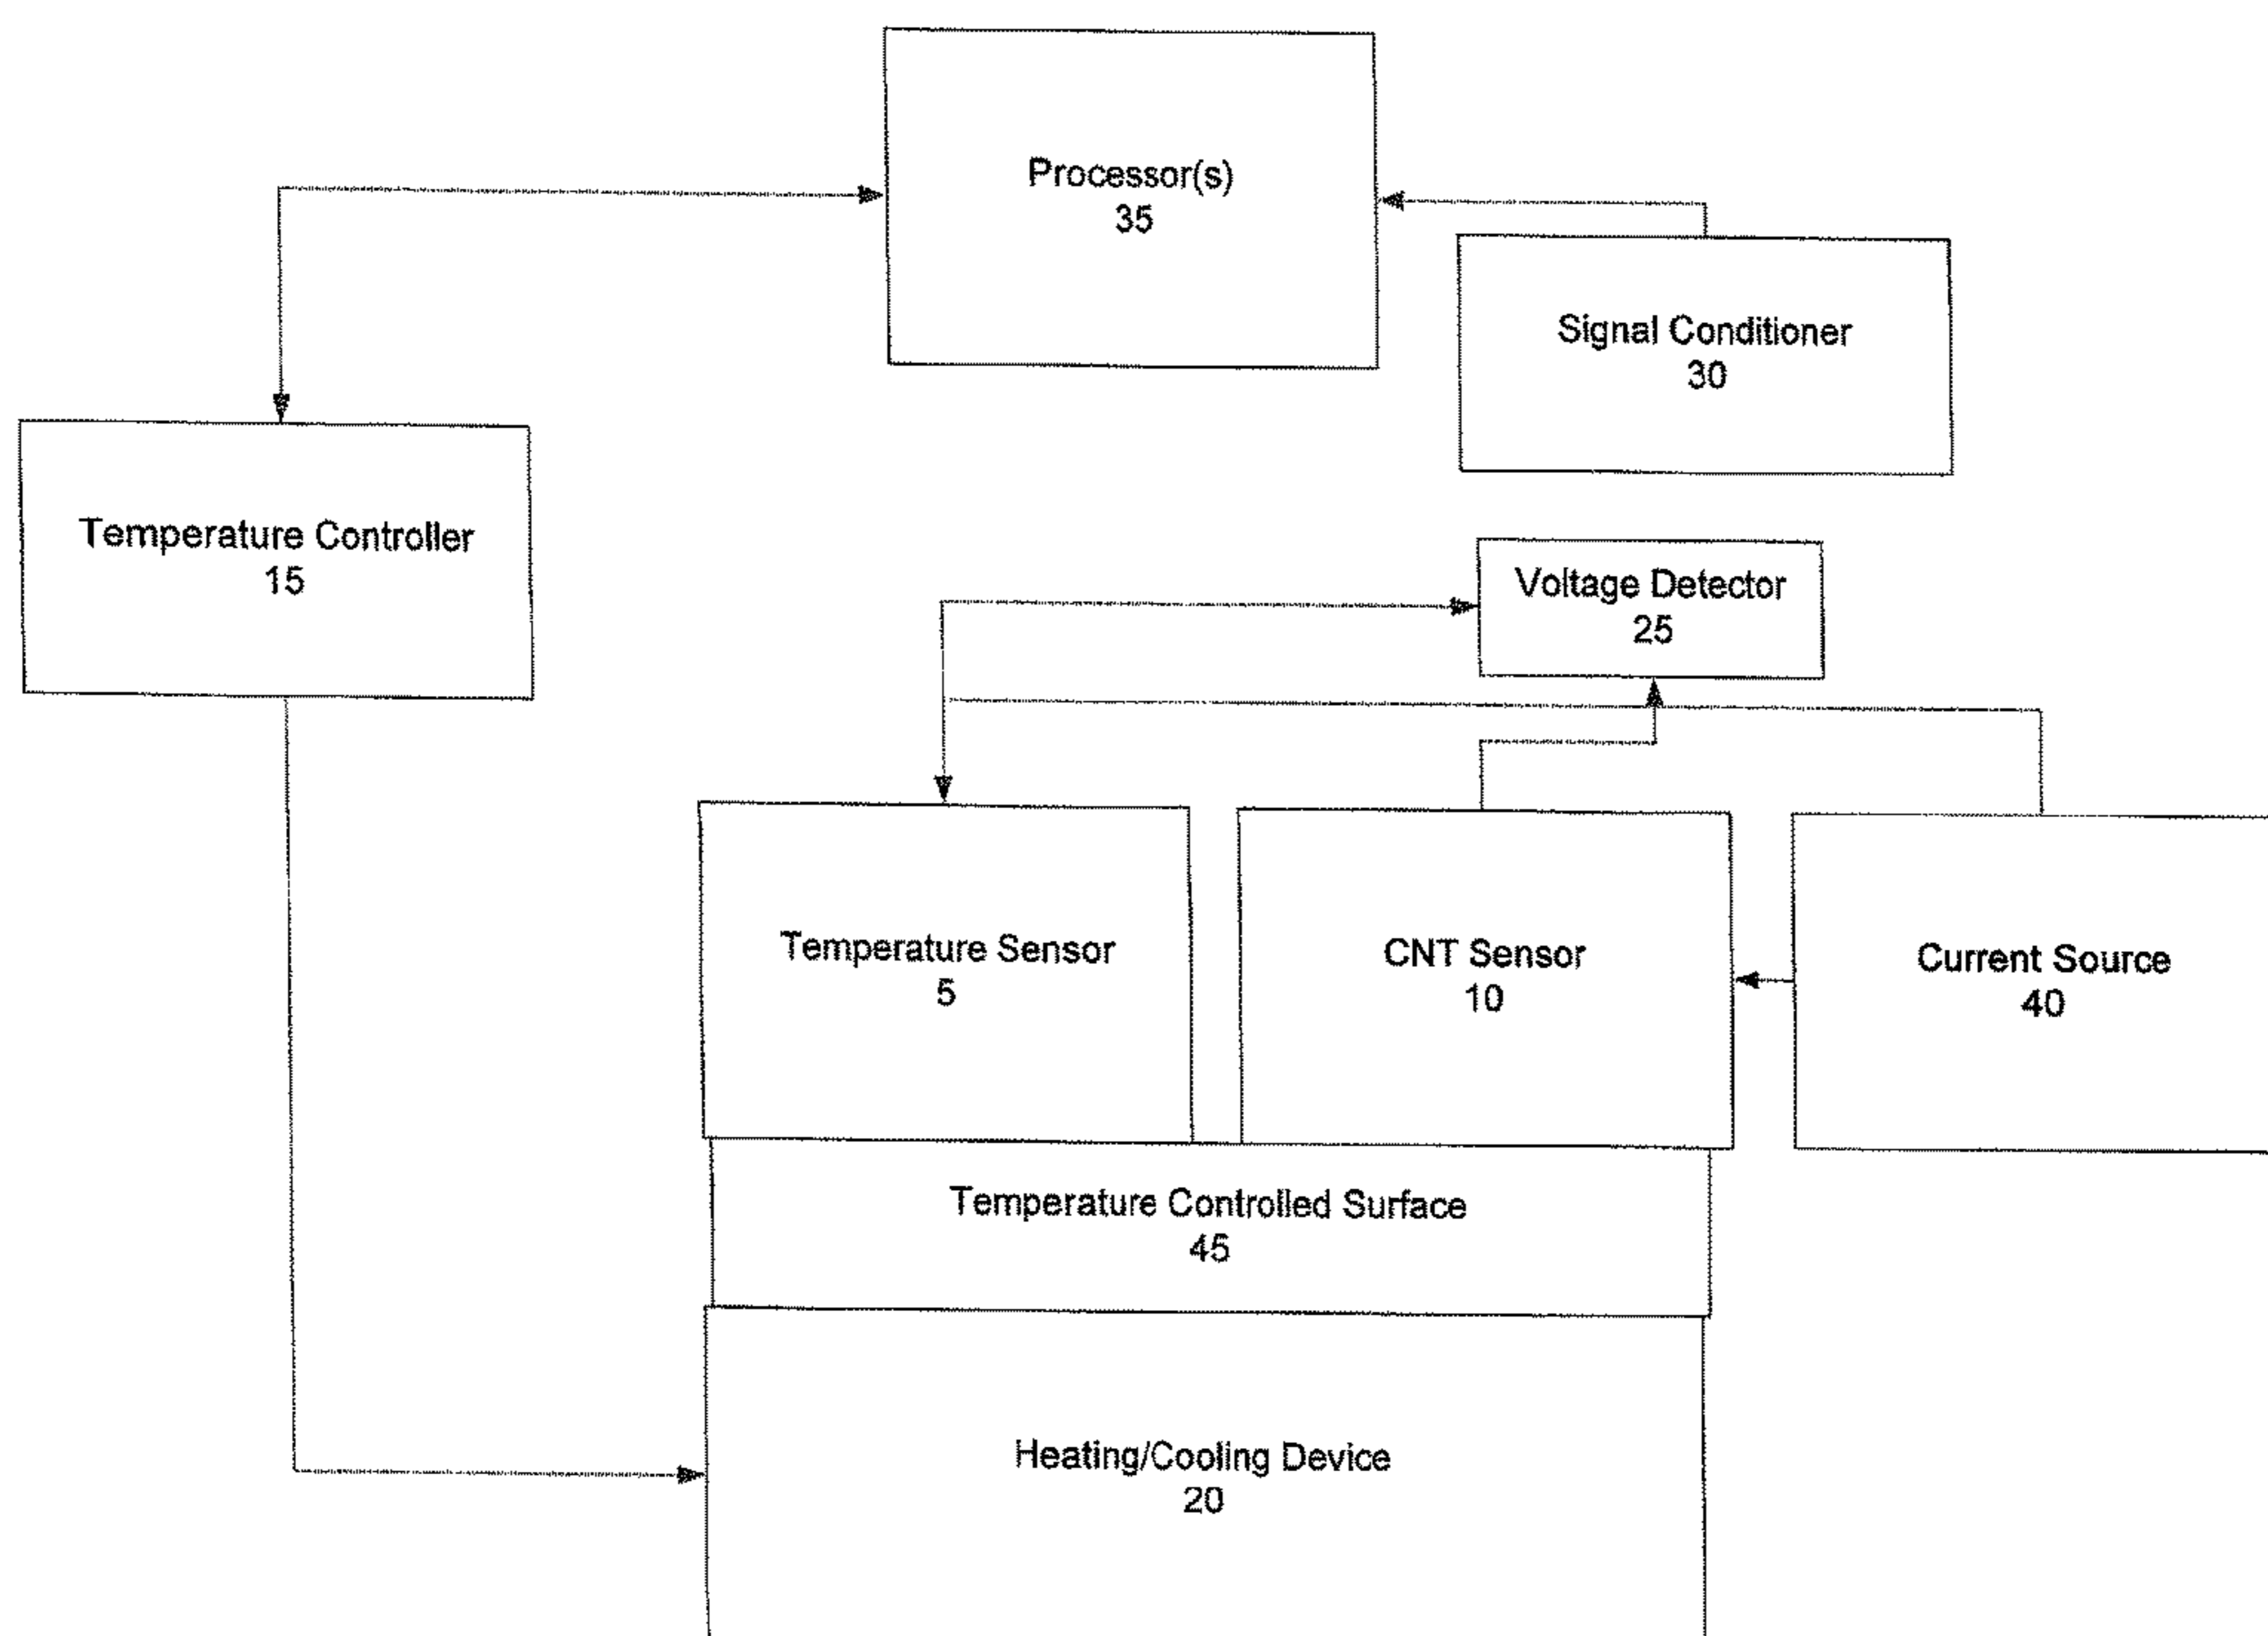 Processor(s)
35
Signal Conditioner
30
Temperature Controller
15
Voltage Detector
25
Temperature Sensor
5
CNT Sensor
10
Current Source
40
Temperature Controlled Surface
45
Heating/Cooling Device
20